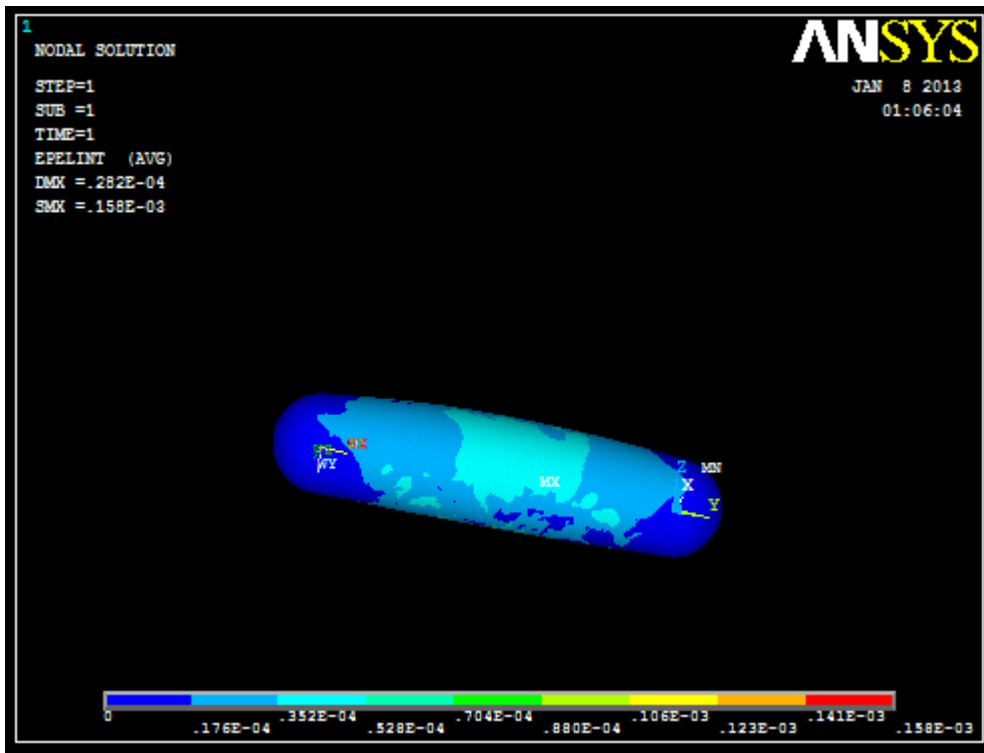 1
NODAL SOLUTION
STEP=1
SUB =1
TIME=1
EPELINT (AVG)
DMX =.282E-04
SMX =.158E-03
ANSYS
JAN 8 2013
01:06:04
WX
WY
MX
Z MN
X
Y
0 .176E-04 .352E-04 .528E-04 .704E-04 .880E-04 .106E-03 .123E-03 .141E-03 .158E-03